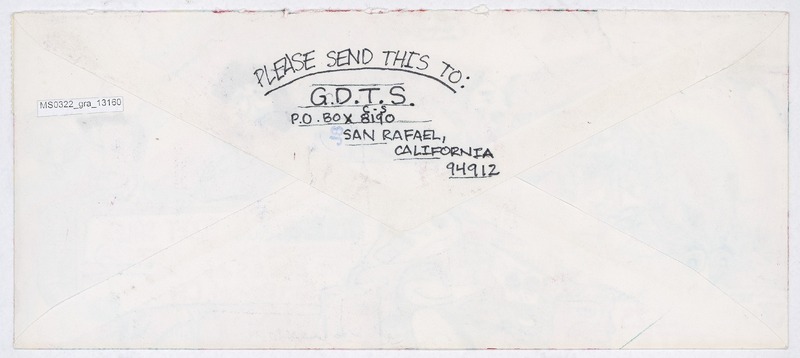 PLEASE SEND THIS TO:
MS0322_gra_13160
G.D.T.S.
C-S
P.O. BOX 8190
SAN RAFAEL,
CALIFORNIA
94912